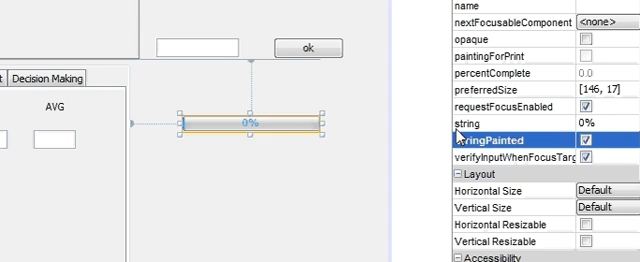 ok
t
Decision Making
AVG
0%
name
nextFocusableComponent <none>
opaque
paintingForPrint
percentComplete 0.0
preferredSize [146, 17]
requestFocusEnabled
string 0%
stringPainted
verifyInputWhenFocusTarg
Layout
Horizontal Size Default
Vertical Size Default
Horizontal Resizable
Vertical Resizable
Accessibility